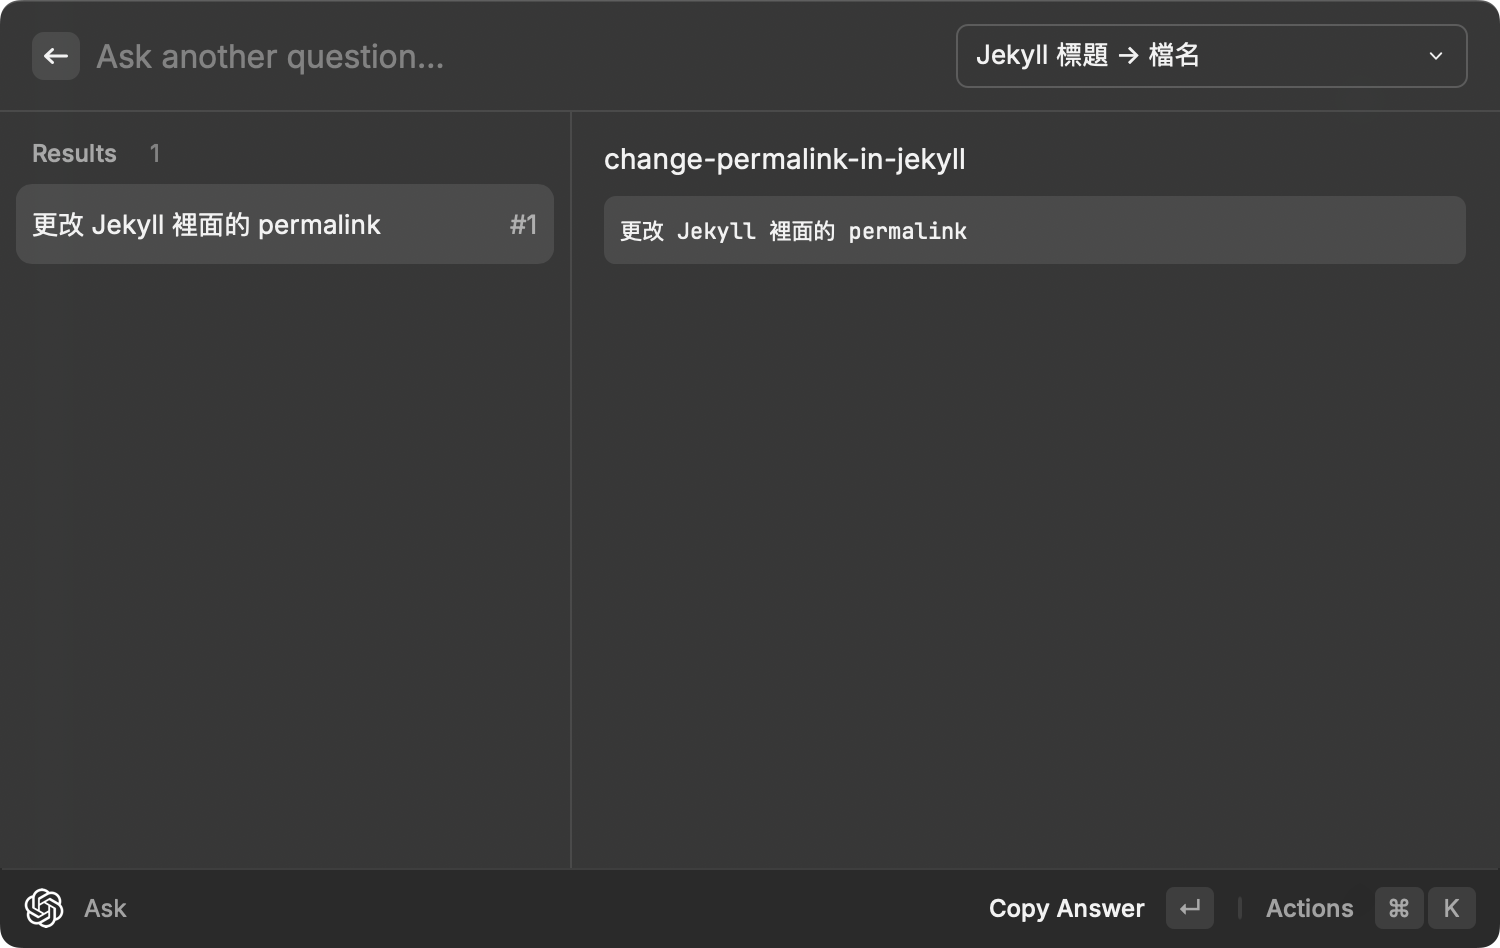 Ask another question...
Jekyll 標題 → 檔名
Results 1
更改 Jekyll 裡面的 permalink #1
change-permalink-in-jekyll
更改 Jekyll 裡面的 permalink
Ask
Copy Answer ↵ Actions ⌘ K